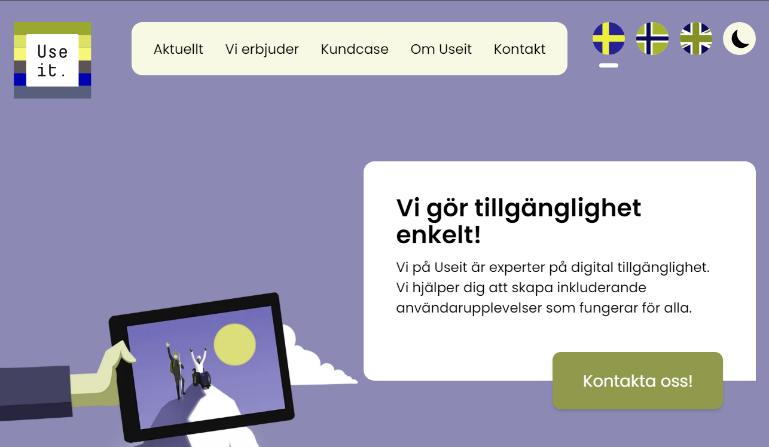 Use
it.
Aktuellt Vi erbjuder Kundcase Om Useit Kontakt
Vi gör tillgänglighet
enkelt!
Vi på Useit är experter på digital tillgänglighet.
Vi hjälper dig att skapa inkluderande
användarupplevelser som fungerar för alla.
Kontakta oss!